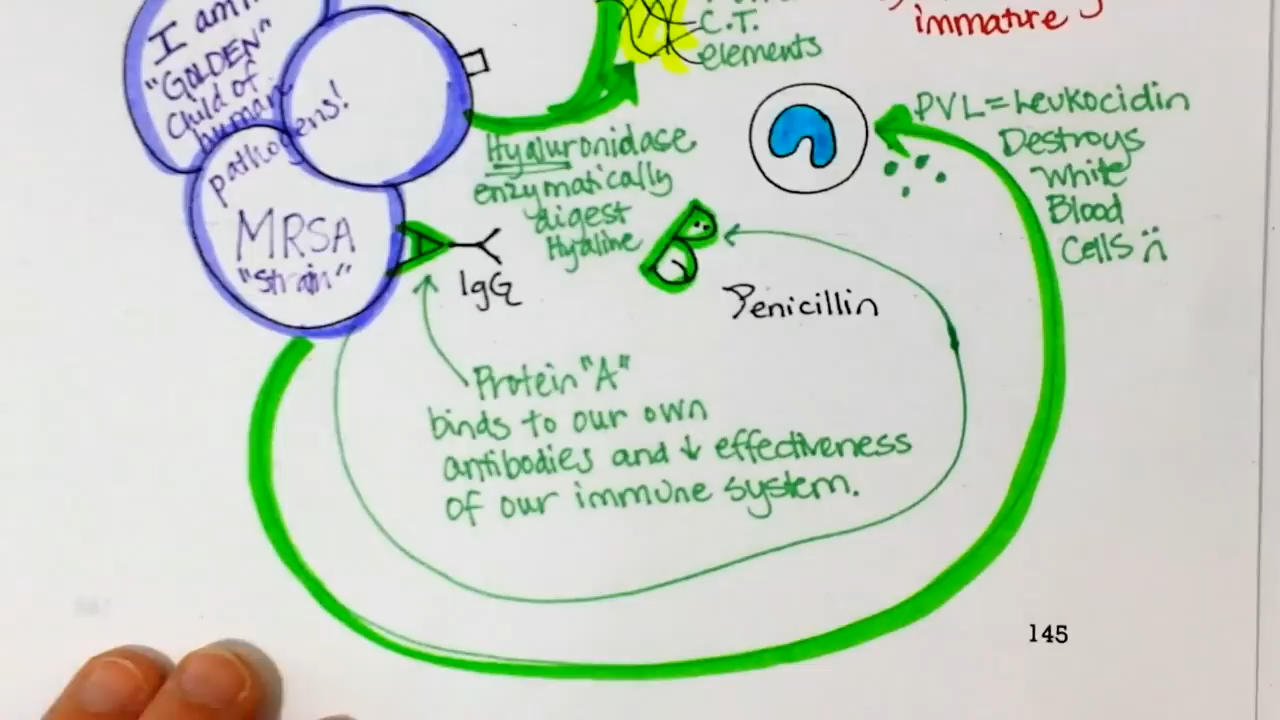 I am
"GOLDEN"
Child of
human
pathogens!
C.T.
elements
immature
Hyaluronidase
enzymatically
digest
Hyaline
PVL = Leukocidin
Destroys
White
Blood
Cells
MRSA
"Strain"
IgG
B
Penicillin
Protein "A"
binds to our own
antibodies and ↓ effectiveness
of our immune system.
145